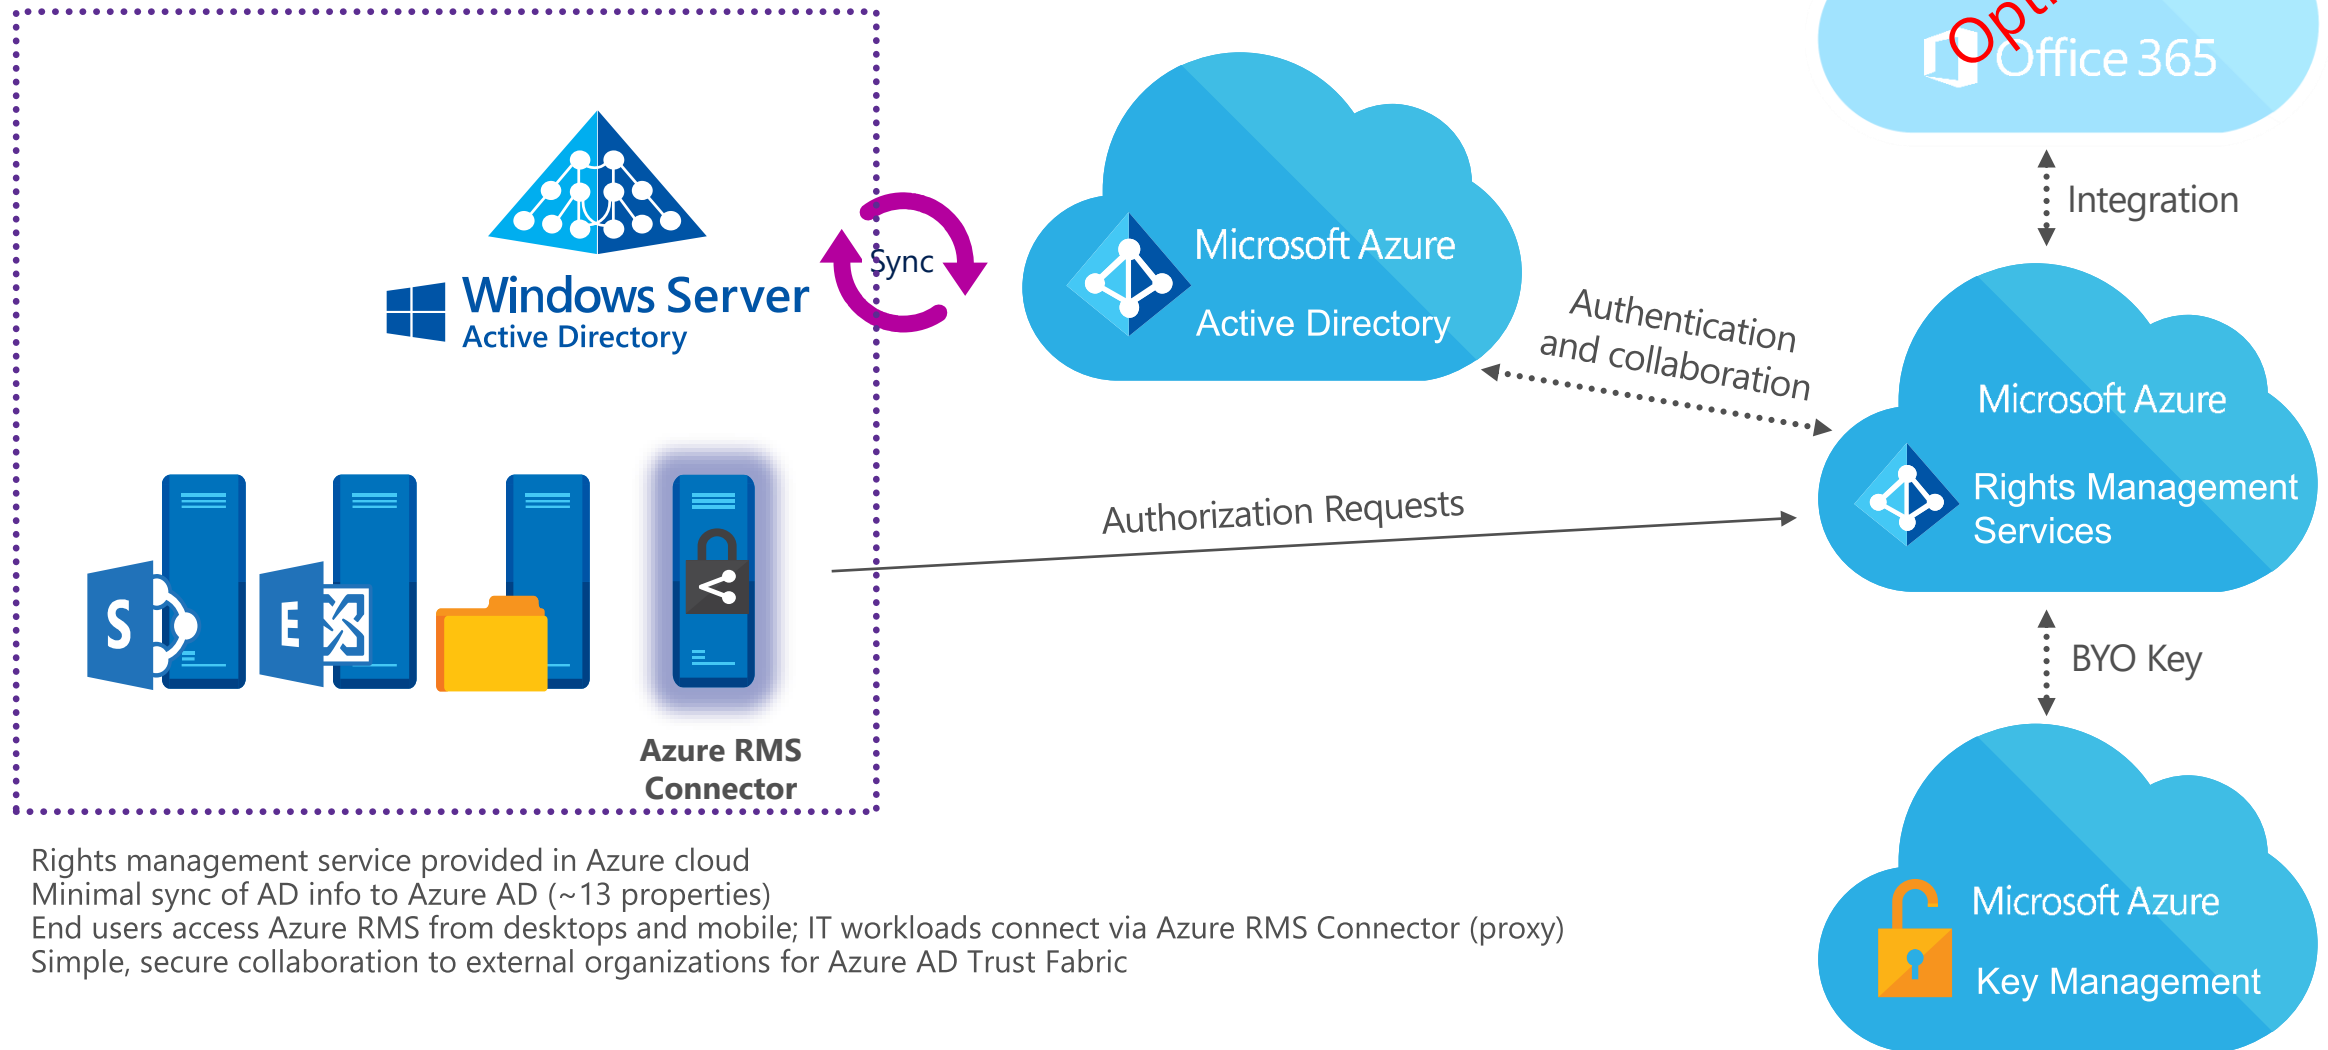 Office 365
Integration
Windows Server
Active Directory
Sync
Microsoft Azure
Active Directory
Authentication
and collaboration
Microsoft Azure
Rights Management
Services
Authorization Requests
S
E
Azure RMS
Connector
BYO Key
Microsoft Azure
Key Management
Rights management service provided in Azure cloud
Minimal sync of AD info to Azure AD (~13 properties)
End users access Azure RMS from desktops and mobile; IT workloads connect via Azure RMS Connector (proxy)
Simple, secure collaboration to external organizations for Azure AD Trust Fabric